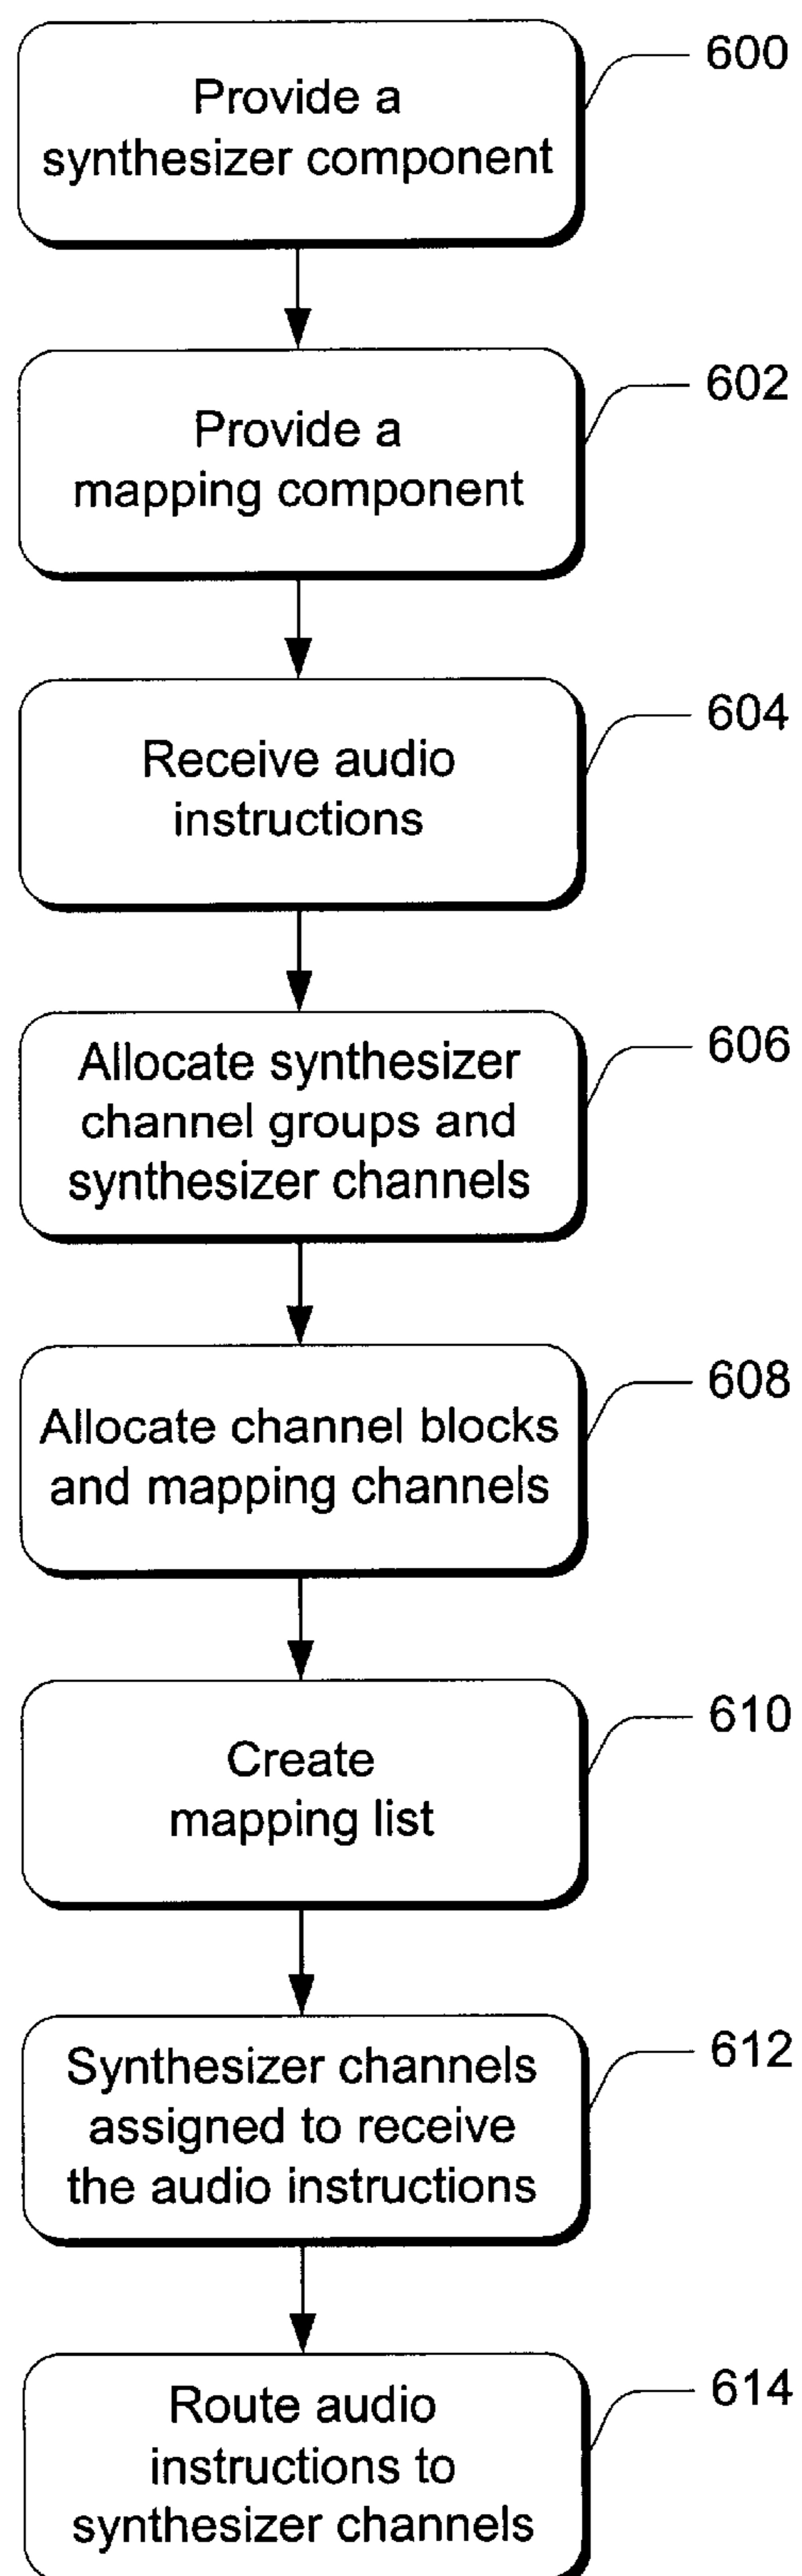 Provide a
synthesizer component
600
Provide a
mapping component
602
Receive audio
instructions
604
Allocate synthesizer
channel groups and
synthesizer channels
606
Allocate channel blocks
and mapping channels
608
Create
mapping list
610
Synthesizer channels
assigned to receive
the audio instructions
612
Route audio
instructions to
synthesizer channels
614